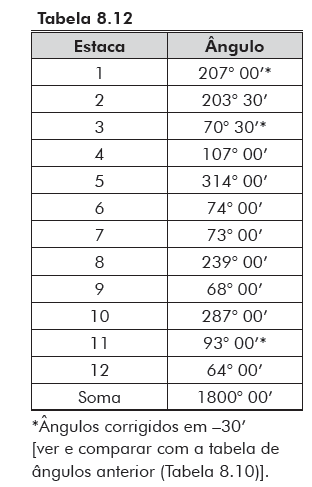 Tabela 8.12
Estaca Ângulo
1 207° 00’*
2 203° 30’
3 70° 30’*
4 107° 00’
5 314° 00’
6 74° 00’
7 73° 00’
8 239° 00’
9 68° 00’
10 287° 00’
11 93° 00’*
12 64° 00’
Soma 1800° 00’
*Ângulos corrigidos em –30’
[ver e comparar com a tabela de
ângulos anterior (Tabela 8.10)].